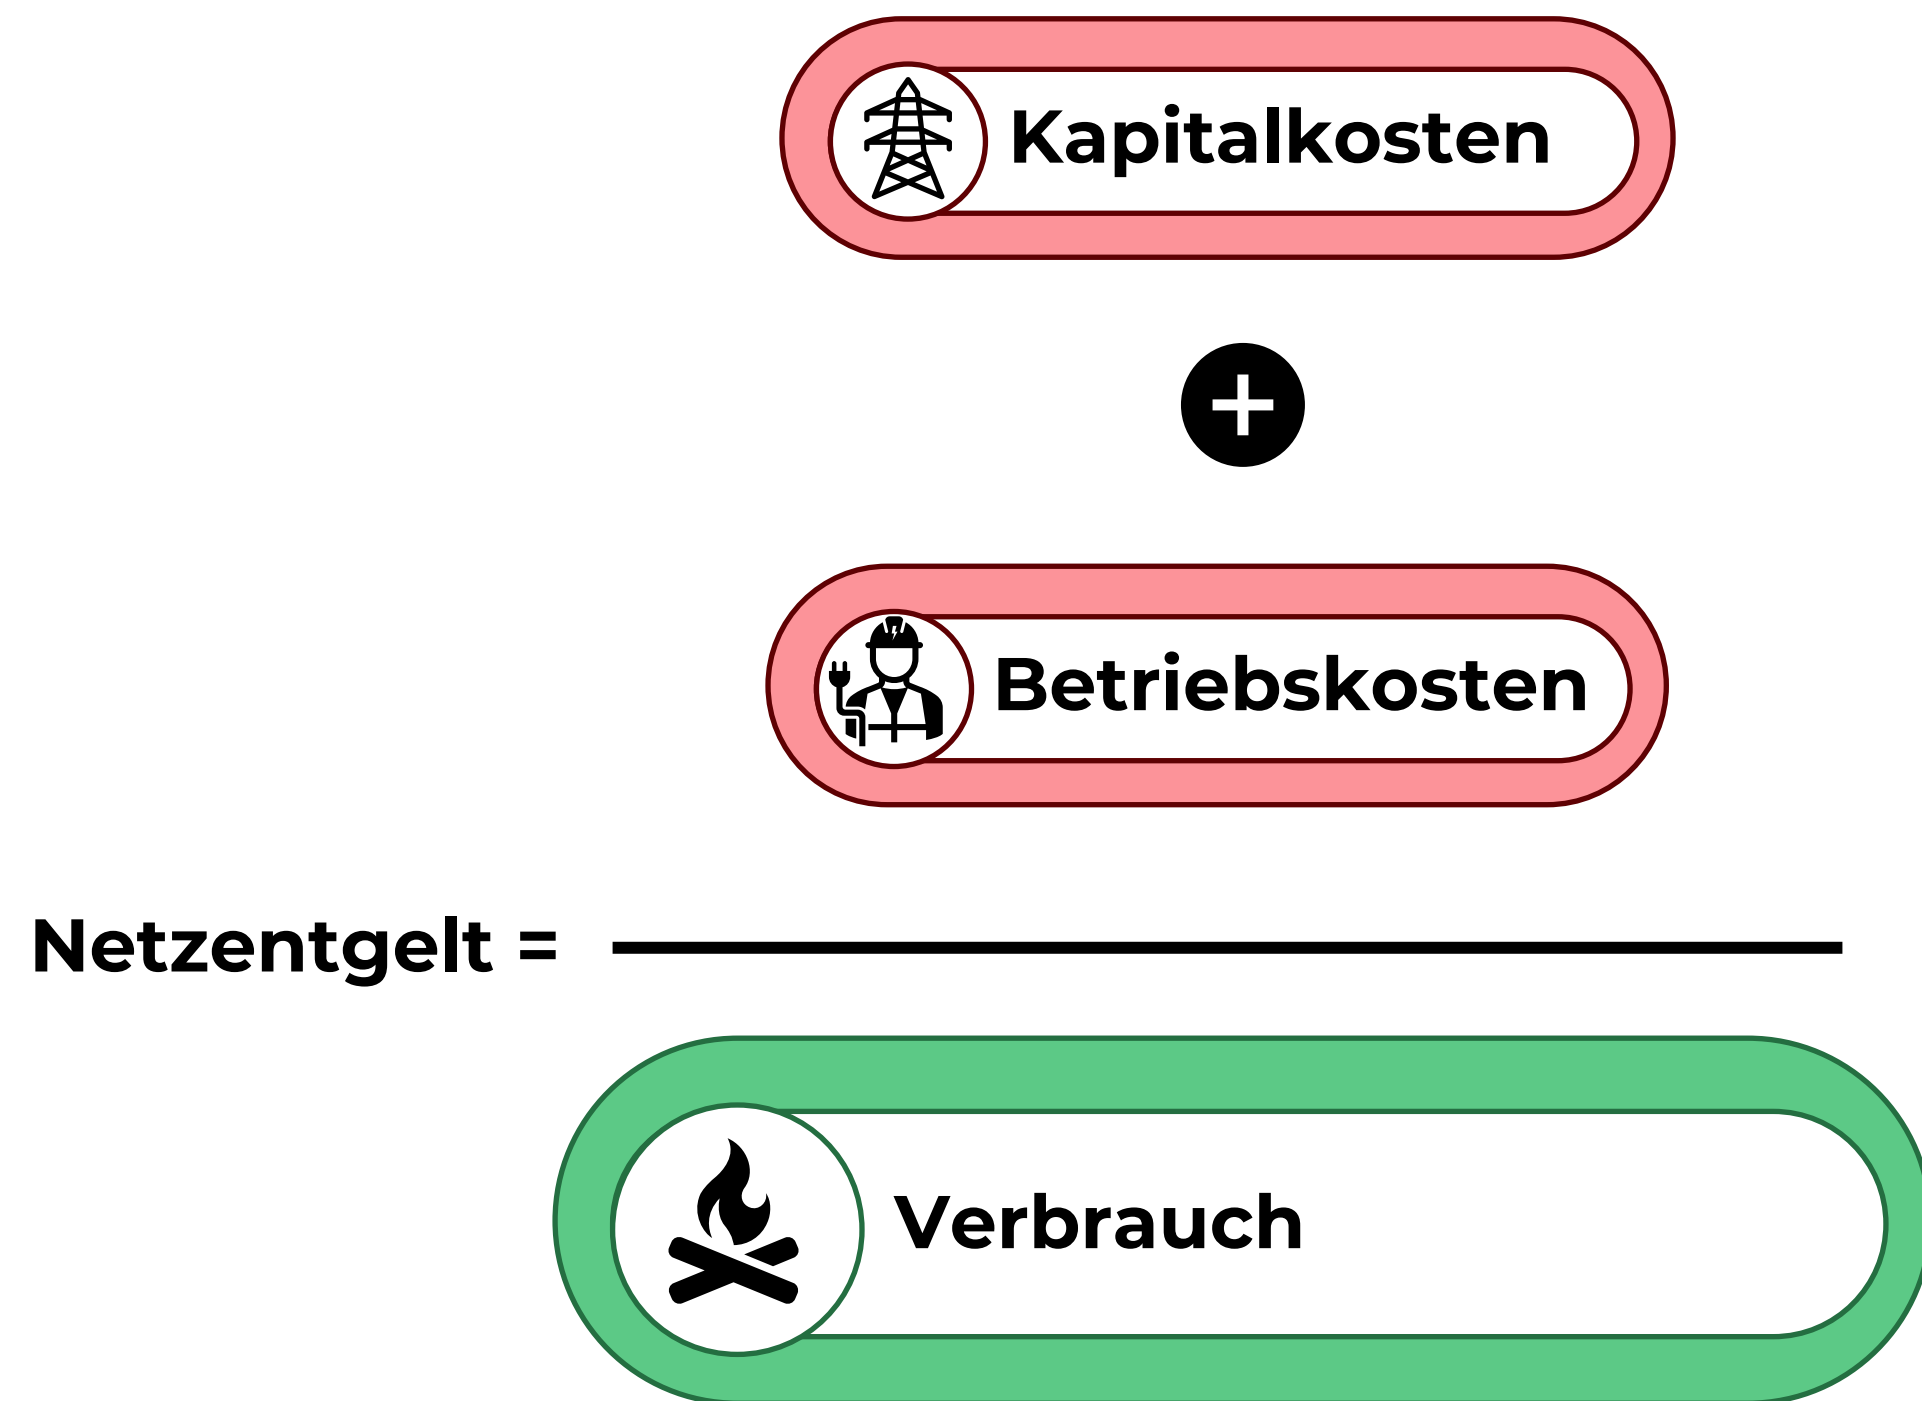 Kapitalkosten
+
Betriebskosten
Netzentgelt =
Verbrauch